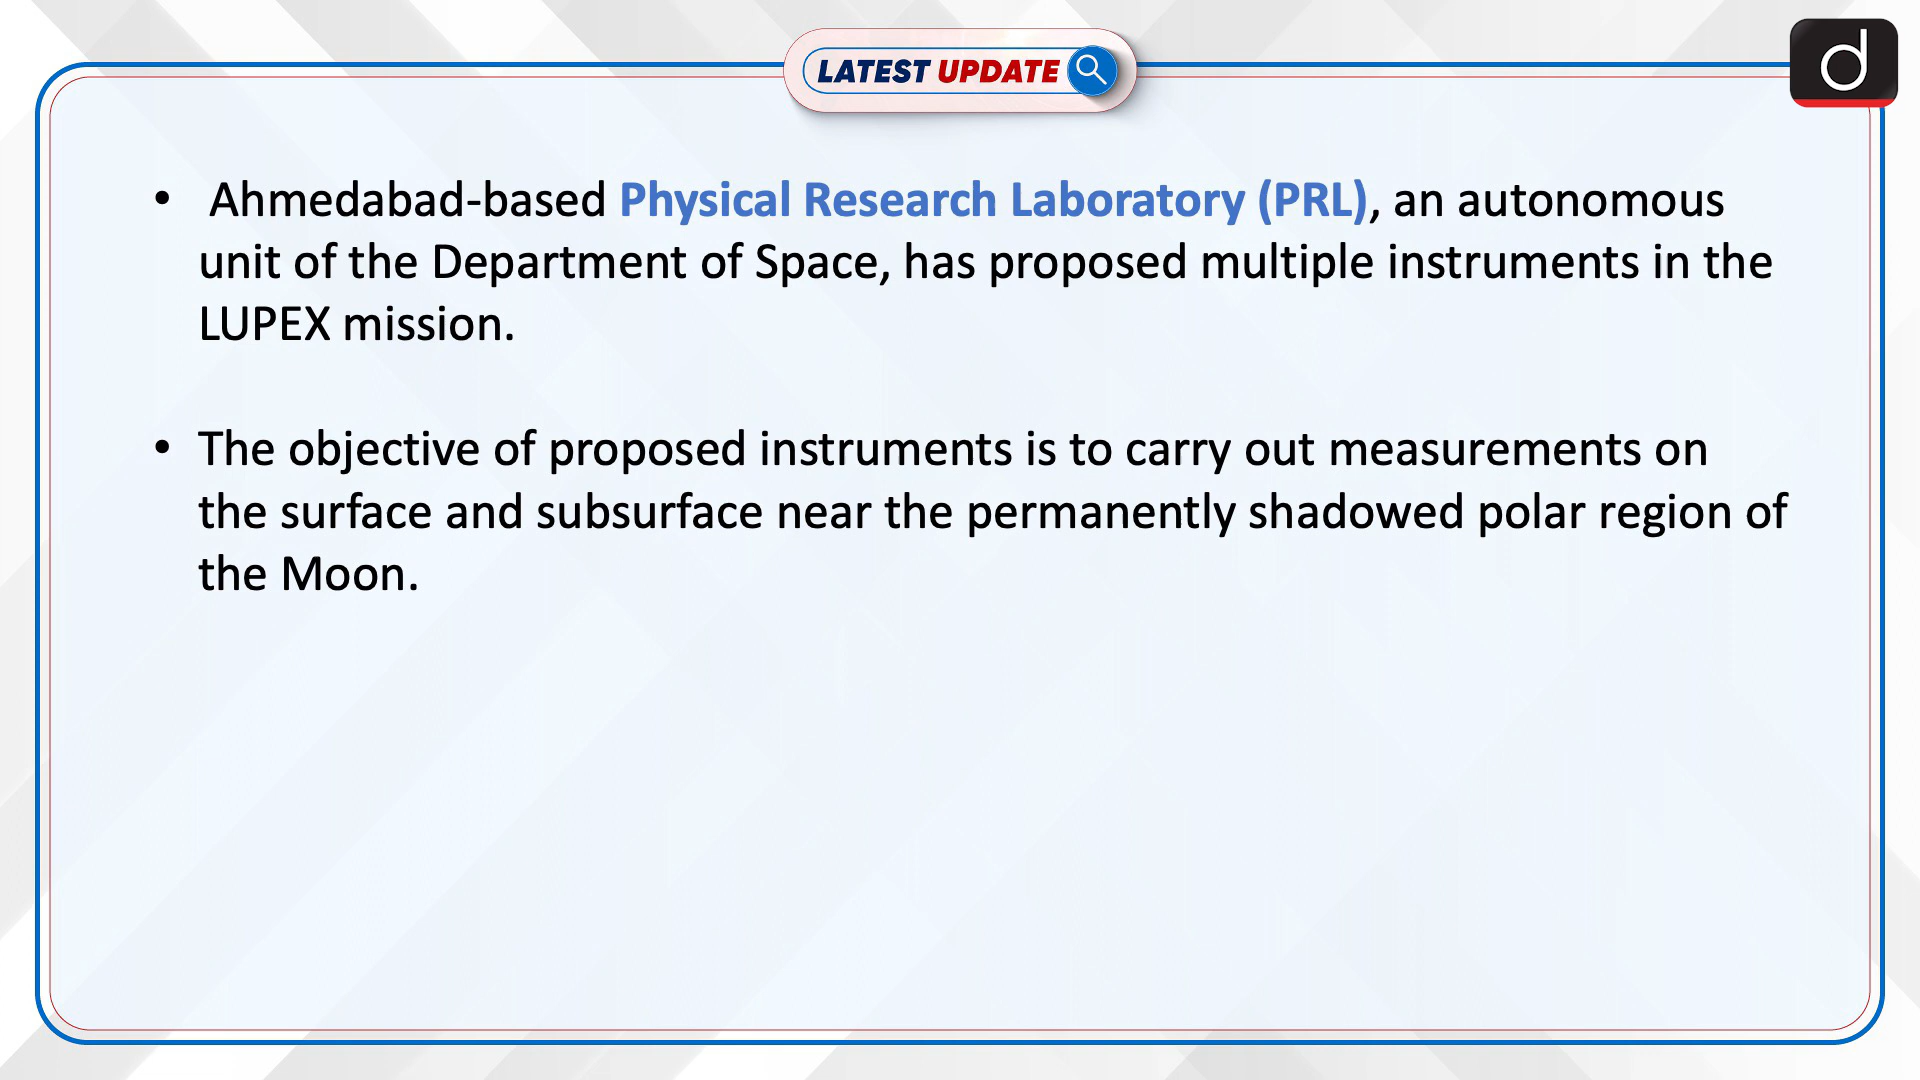 LATEST UPDATE
d
• Ahmedabad-based Physical Research Laboratory (PRL), an autonomous
unit of the Department of Space, has proposed multiple instruments in the
LUPEX mission.
• The objective of proposed instruments is to carry out measurements on
the surface and subsurface near the permanently shadowed polar region of
the Moon.